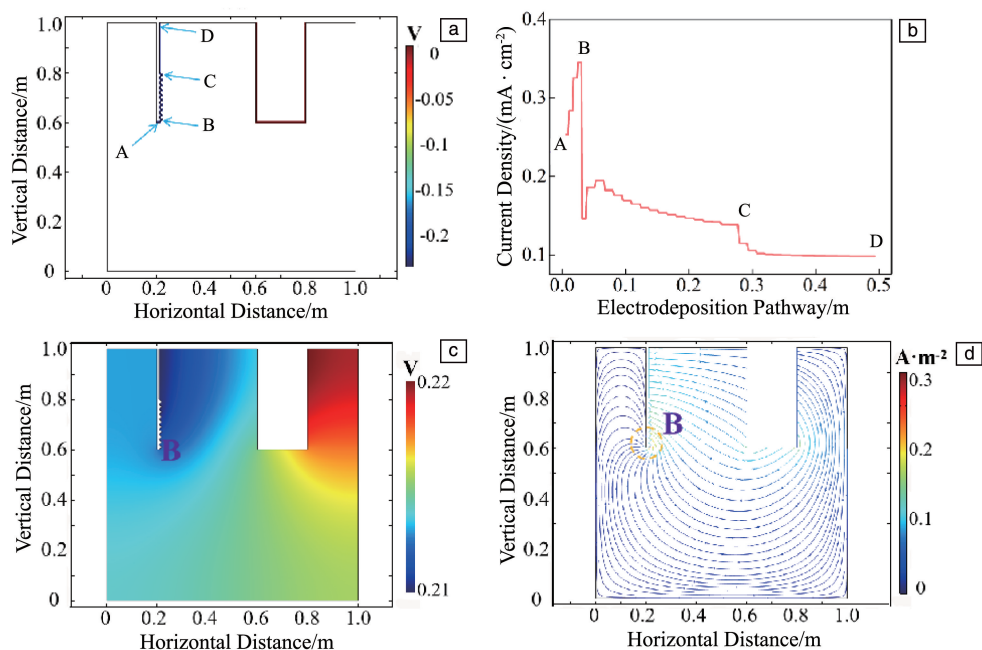 a
V
0
-0.05
-0.10
-0.15
-0.2
1.0
0.8
0.6
0.4
0.2
0
Vertical Distance/m
D
C
B
A
0 0.2 0.4 0.6 0.8 1.0
Horizontal Distance/m
b
0.4
0.3
0.2
0.1
Current Density/(mA · cm⁻²)
A
B
C
D
0.0 0.1 0.2 0.3 0.4 0.5
Electrodeposition Pathway/m
c
V
0.22
0.21
1.0
0.8
0.6
0.4
0.2
0
Vertical Distance/m
B
0 0.2 0.4 0.6 0.8 1.0
Horizontal Distance/m
d
A·m⁻²
0.3
0.2
0.1
0
1.0
0.8
0.6
0.4
0.2
0
Vertical Distance/m
B
0 0.2 0.4 0.6 0.8 1.0
Horizontal Distance/m